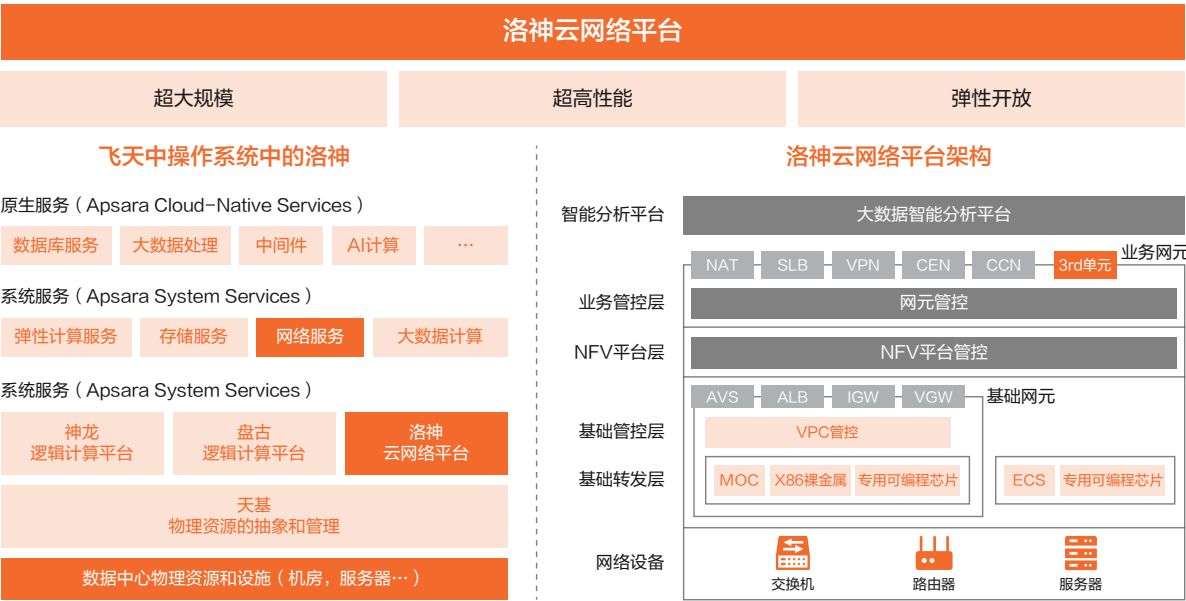 洛神云网络平台
超大规模
超高性能
弹性开放
飞天中操作系统中的洛神
原生服务（Apsara Cloud-Native Services）
数据库服务
大数据处理
中间件
AI计算
…
系统服务（Apsara System Services）
弹性计算服务
存储服务
网络服务
大数据计算
系统服务（Apsara System Services）
神龙
逻辑计算平台
盘古
逻辑计算平台
洛神
云网络平台
天基
物理资源的抽象和管理
数据中心物理资源和设施（机房，服务器…）
洛神云网络平台架构
智能分析平台
大数据智能分析平台
NAT
SLB
VPN
CEN
CCN
3rd单元
业务网元
业务管控层
网元管控
NFV平台层
NFV平台管控
AVS
ALB
IGW
VGW
基础网元
基础管控层
VPC管控
基础转发层
MOC
X86裸金属
专用可编程芯片
ECS
专用可编程芯片
网络设备
交换机
路由器
服务器